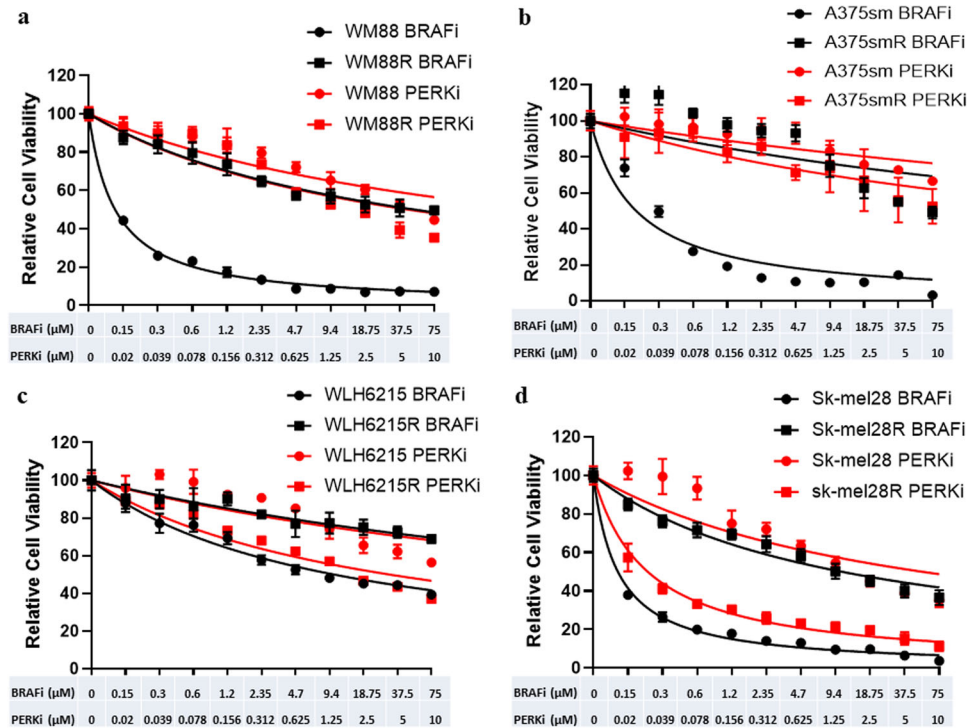 a
WM88 BRAFi
WM88R BRAFi
WM88 PERKi
WM88R PERKi
Relative Cell Viability
120
100
80
60
40
20
0
BRAFi (µM) 0 0.15 0.3 0.6 1.2 2.35 4.7 9.4 18.75 37.5 75
PERKi (µM) 0 0.02 0.039 0.078 0.156 0.312 0.625 1.25 2.5 5 10
b
A375sm BRAFi
A375smR BRAFi
A375sm PERKi
A375smR PERKi
Relative Cell Viability
120
100
80
60
40
20
0
BRAFi (µM) 0 0.15 0.3 0.6 1.2 2.35 4.7 9.4 18.75 37.5 75
PERKi (µM) 0 0.02 0.039 0.078 0.156 0.312 0.625 1.25 2.5 5 10
c
WLH6215 BRAFi
WLH6215R BRAFi
WLH6215 PERKi
WLH6215R PERKi
Relative Cell Viability
120
100
80
60
40
20
0
BRAFi (µM) 0 0.15 0.3 0.6 1.2 2.35 4.7 9.4 18.75 37.5 75
PERKi (µM) 0 0.02 0.039 0.078 0.156 0.312 0.625 1.25 2.5 5 10
d
Sk-mel28 BRAFi
Sk-mel28R BRAFi
Sk-mel28 PERKi
sk-mel28R PERKi
Relative Cell Viability
120
100
80
60
40
20
0
BRAFi (µM) 0 0.15 0.3 0.6 1.2 2.35 4.7 9.4 18.75 37.5 75
PERKi (µM) 0 0.02 0.039 0.078 0.156 0.312 0.625 1.25 2.5 5 10